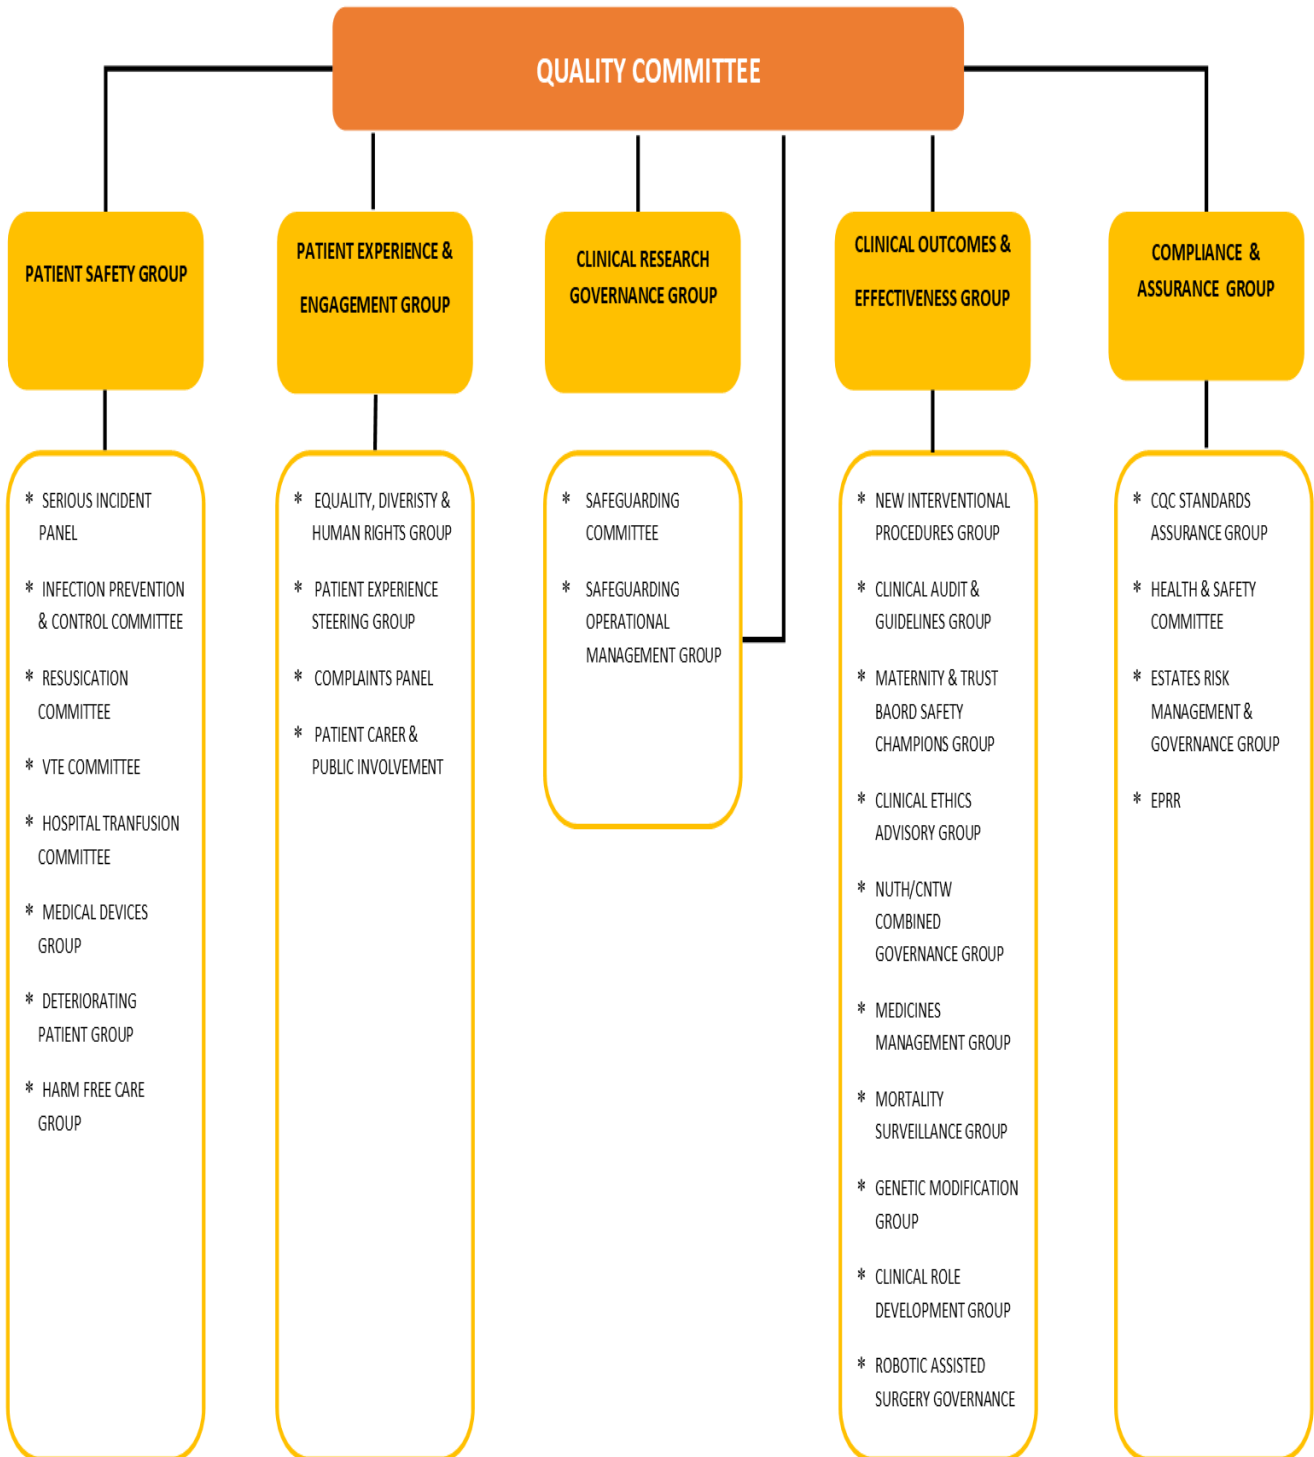 QUALITY COMMITTEE
PATIENT SAFETY GROUP
PATIENT EXPERIENCE &
ENGAGEMENT GROUP
CLINICAL RESEARCH
GOVERNANCE GROUP
CLINICAL OUTCOMES &
EFFECTIVENESS GROUP
COMPLIANCE &
ASSURANCE GROUP
* SERIOUS INCIDENT
PANEL
* INFECTION PREVENTION
& CONTROL COMMITTEE
* RESUSICATION
COMMITTEE
* VTE COMMITTEE
* HOSPITAL TRANFUSION
COMMITTEE
* MEDICAL DEVICES
GROUP
* DETERIORATING
PATIENT GROUP
* HARM FREE CARE
GROUP
* EQUALITY, DIVERISTY &
HUMAN RIGHTS GROUP
* PATIENT EXPERIENCE
STEERING GROUP
* COMPLAINTS PANEL
* PATIENT CARER &
PUBLIC INVOLVEMENT
* SAFEGUARDING
COMMITTEE
* SAFEGUARDING
OPERATIONAL
MANAGEMENT GROUP
* NEW INTERVENTIONAL
PROCEDURES GROUP
* CLINICAL AUDIT &
GUIDELINES GROUP
* MATERNITY & TRUST
BAORD SAFETY
CHAMPIONS GROUP
* CLINICAL ETHICS
ADVISORY GROUP
* NUTH/CNTW
COMBINED
GOVERNANCE GROUP
* MEDICINES
MANAGEMENT GROUP
* MORTALITY
SURVEILLANCE GROUP
* GENETIC MODIFICATION
GROUP
* CLINICAL ROLE
DEVELOPMENT GROUP
* ROBOTIC ASSISTED
SURGERY GOVERNANCE
* CQC STANDARDS
ASSURANCE GROUP
* HEALTH & SAFETY
COMMITTEE
* ESTATES RISK
MANAGEMENT &
GOVERNANCE GROUP
* EPRR